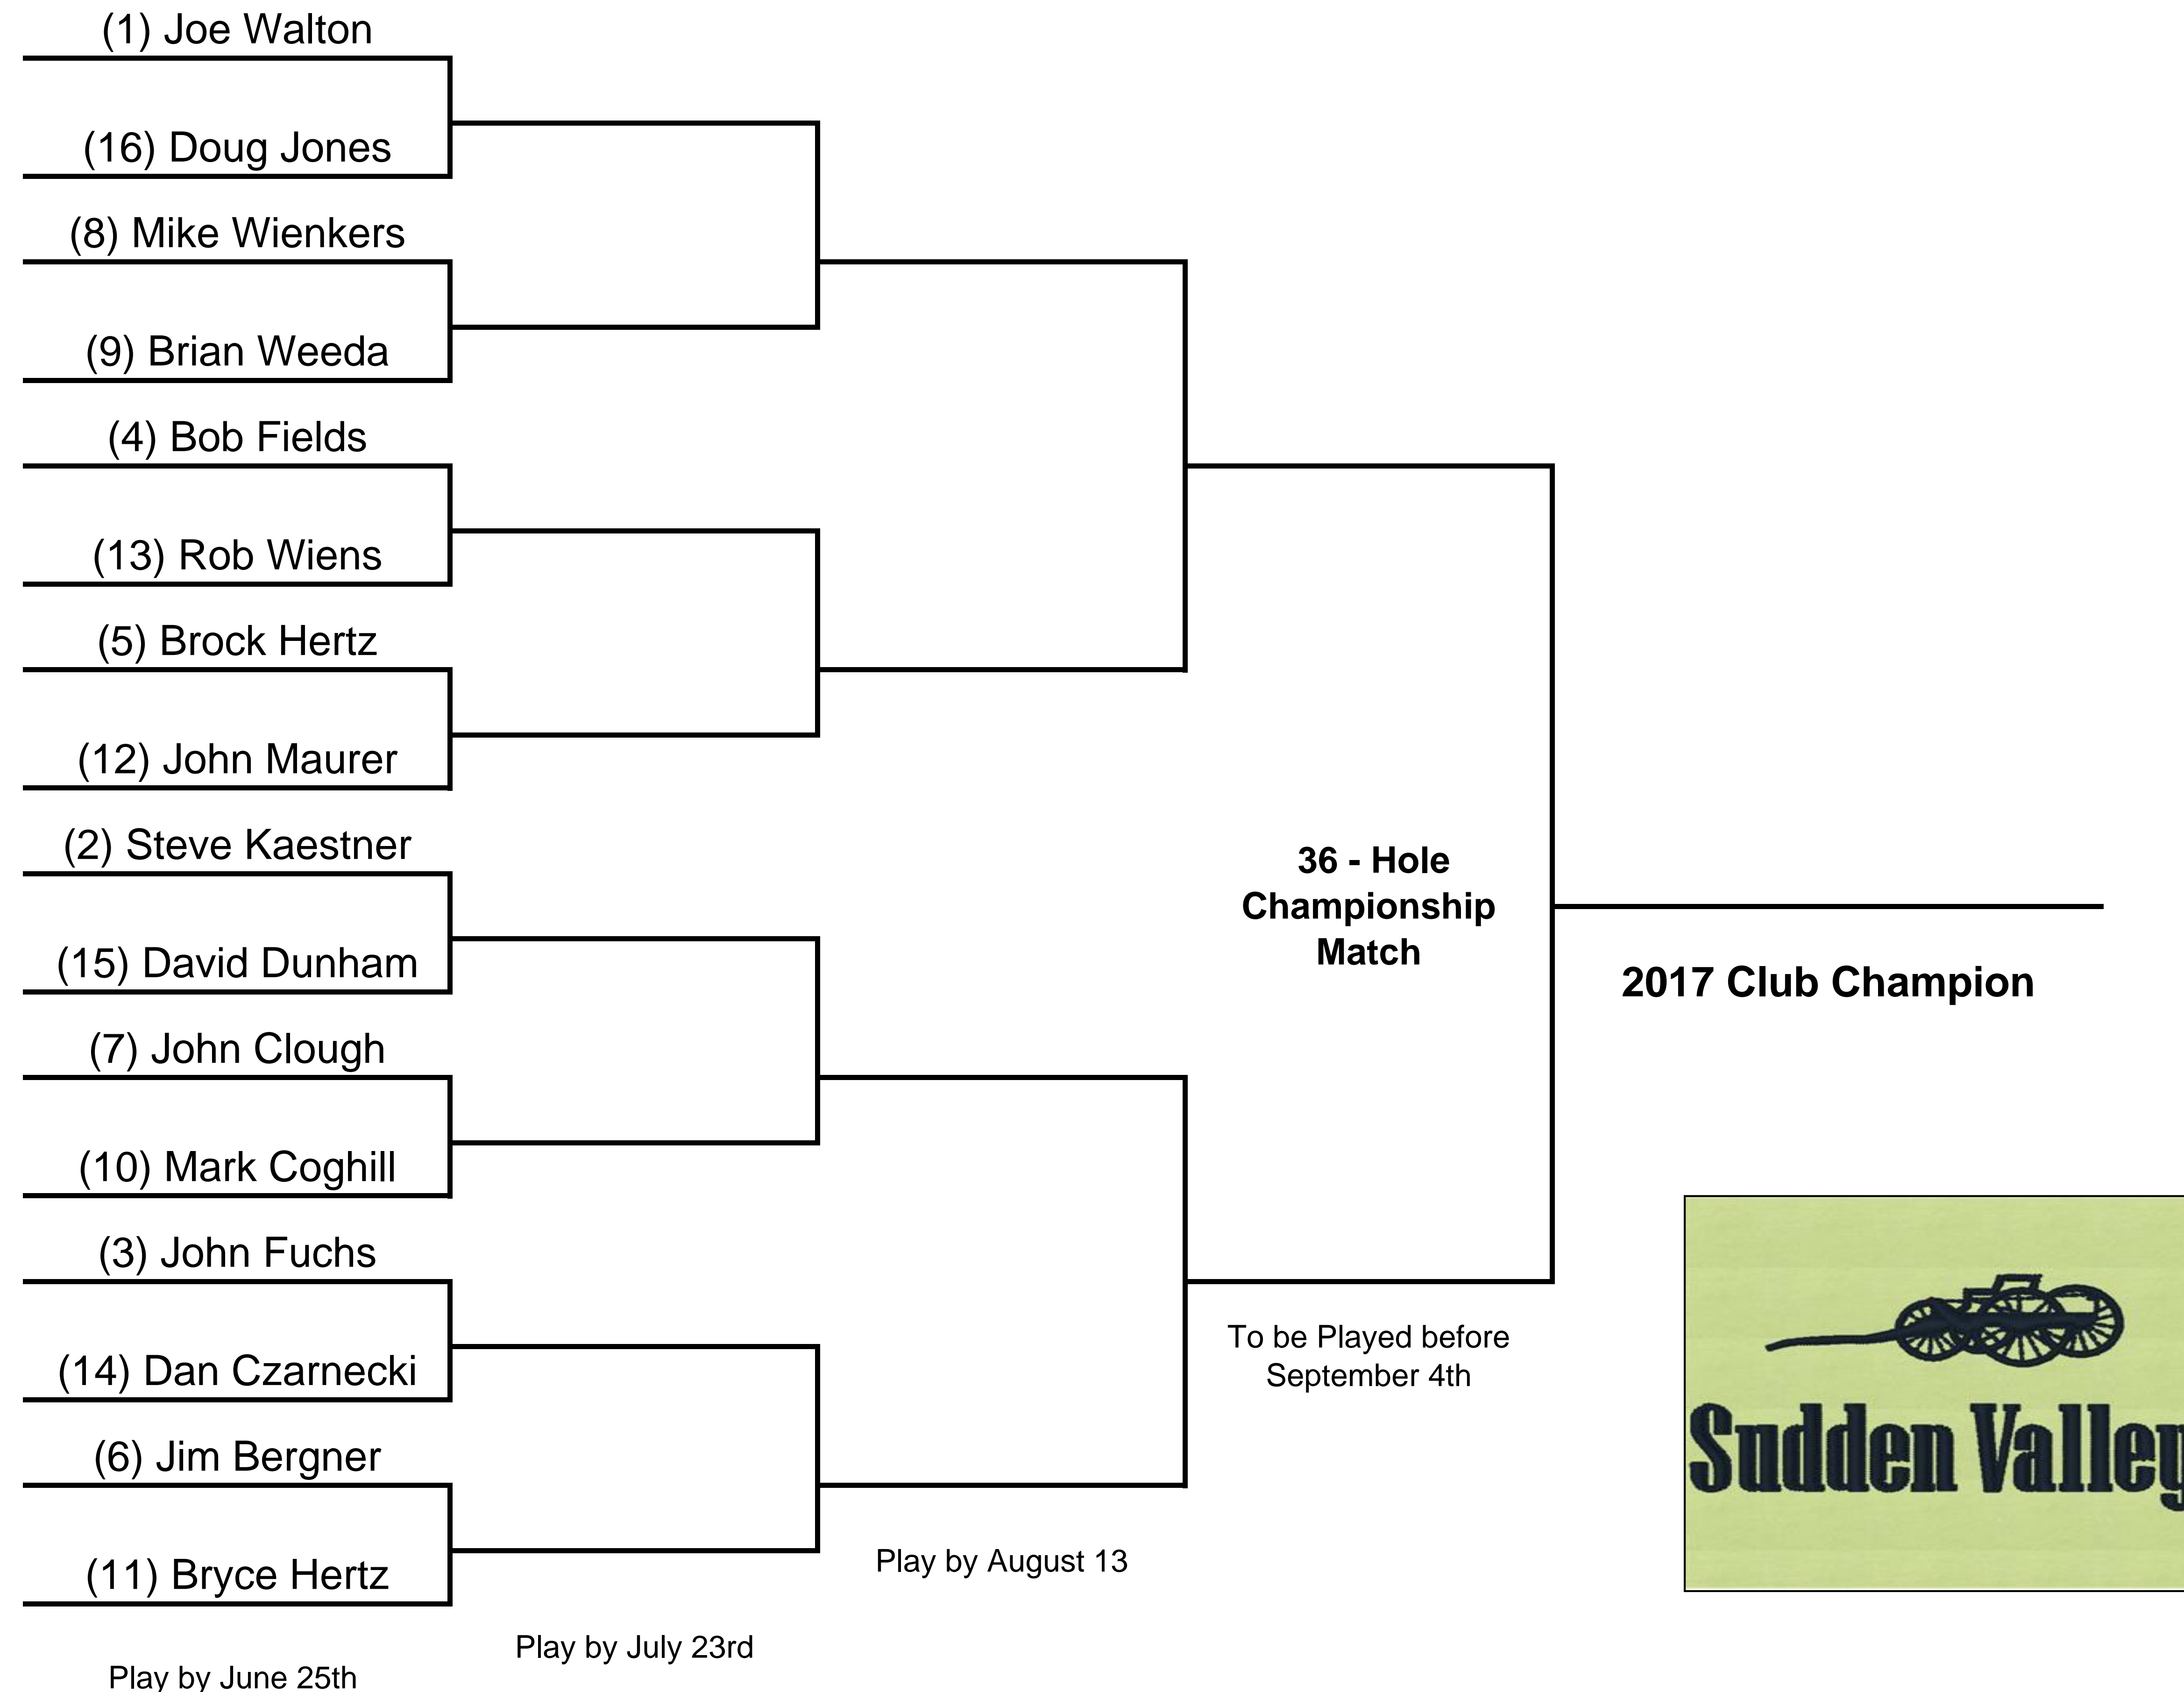 (1) Joe Walton
(16) Doug Jones
(8) Mike Wienkers
(9) Brian Weeda
(4) Bob Fields
(13) Rob Wiens
(5) Brock Hertz
(12) John Maurer
(2) Steve Kaestner
(15) David Dunham
(7) John Clough
(10) Mark Coghill
(3) John Fuchs
(14) Dan Czarnecki
(6) Jim Bergner
(11) Bryce Hertz
Play by June 25th
Play by July 23rd
Play by August 13
36 - Hole
Championship
Match
To be Played before
September 4th
2017 Club Champion
Sudden Valley